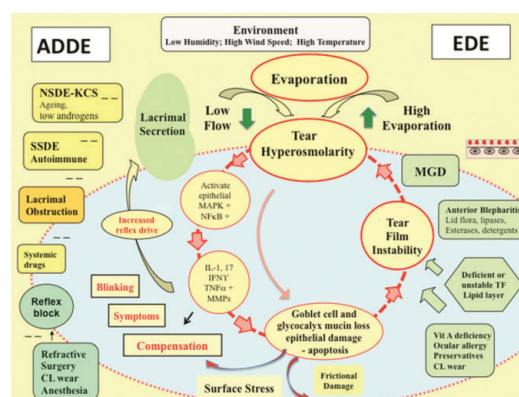 ADDE
Environment
Low Humidity; High Wind Speed; High Temperature
EDE
Evaporation
NSDE-KCS
Ageing,
low androgens
SSDE
Autoimmune
Lacrimal
Obstruction
Systemic
drugs
Reflex
block
Refractive
Surgery
CL wear
Anesthesia
Lacrimal
Secretion
Low
Flow
High
Evaporation
Tear
Hyperosmolarity
Activate
epithelial
MAPK +
NFκB +
Increased
reflex drive
IL-1, 17
IFNϒ
TNFα +
MMPs
Blinking
Symptoms
Compensation
Goblet cell and
glycocalyx mucin loss
epithelial damage
- apoptosis
Surface Stress
Frictional
Damage
MGD
Tear
Film
Instability
Anterior Blepharitis
Lid flora, lipases,
Esterases, detergents
Deficient or
unstable TF
Lipid layer
Vit A deficiency
Ocular allergy
Preservatives
CL wear